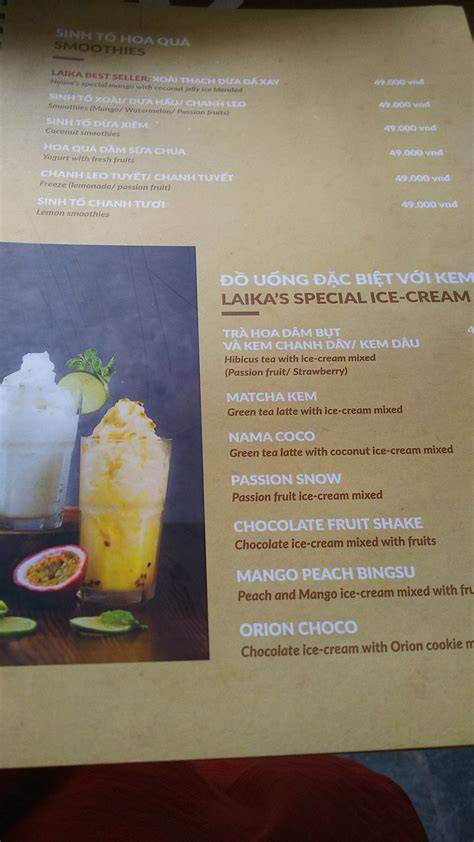 SINH TỐ HOA QUẢ
SMOOTHIES
LAIKA BEST SELLER: XOÀI THẠCH DỪA ĐÁ XAY 49.000 vnđ
House's special mango with coconut jelly ice blended
SINH TỐ XOÀI/ DƯA HẤU/ CHANH LEO 49.000 vnđ
Smoothies (Mango/ Watermelon/ Passion fruits)
SINH TỐ DỪA XIÊM 49.000 vnđ
Coconut smoothies
HOA QUẢ DẦM SỮA CHUA 49.000 vnđ
Yogurt with fresh fruits
CHANH LEO TUYẾT/ CHANH TUYẾT 49.000 vnđ
Freeze (lemonade/ passion fruit)
SINH TỐ CHANH TƯƠI 49.000 vnđ
Lemon smoothies
ĐỒ UỐNG ĐẶC BIỆT VỚI KEM
LAIKA'S SPECIAL ICE-CREAM
TRÀ HOA DÂM BỤT 4
VÀ KEM CHANH DÂY/ KEM DÂU
Hibicus tea with ice-cream mixed
(Passion fruit/ Strawberry)
MATCHA KEM
Green tea latte with ice-cream mixed
NAMA COCO
Green tea latte with coconut ice-cream mixed
PASSION SNOW
Passion fruit ice-cream mixed
CHOCOLATE FRUIT SHAKE
Chocolate ice-cream mixed with fruits
MANGO PEACH BINGSU
Peach and Mango ice-cream mixed with fru
ORION CHOCO
Chocolate ice-cream with Orion cookie m